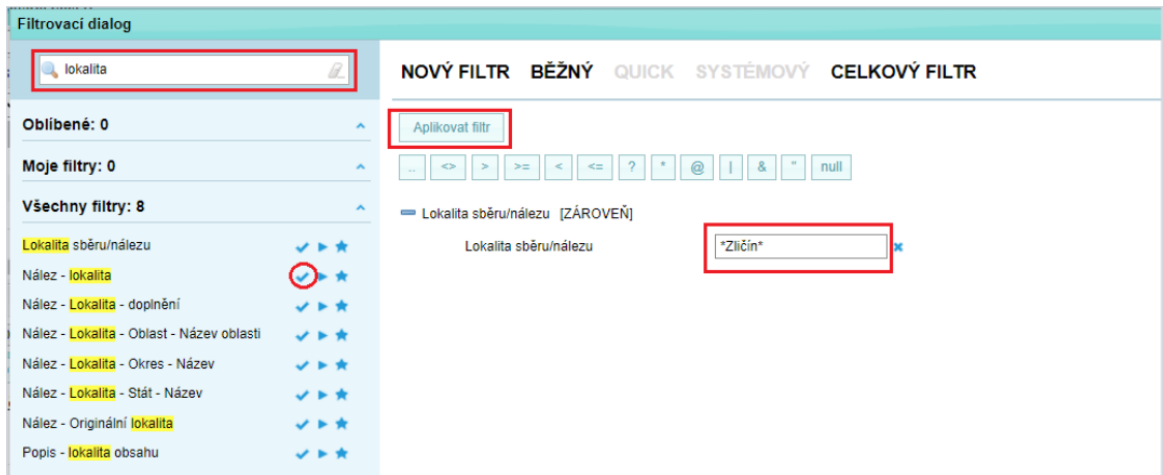 Filtrovací dialog
lokalita
Oblíbené: 0
Moje filtry: 0
Všechny filtry: 8
Lokalita sběru/nálezu
Nález - lokalita
Nález - Lokalita - doplnění
Nález - Lokalita - Oblast - Název oblasti
Nález - Lokalita - Okres - Název
Nález - Lokalita - Stát - Název
Nález - Originální lokalita
Popis - lokalita obsahu
NOVÝ FILTR BĚŽNÝ QUICK SYSTÉMOVÝ CELKOVÝ FILTR
Aplikovat filtr
.. <> > >= < <= ? * @ | & " null
Lokalita sběru/nálezu [ZÁROVEŇ]
Lokalita sběru/nálezu *Zličín*